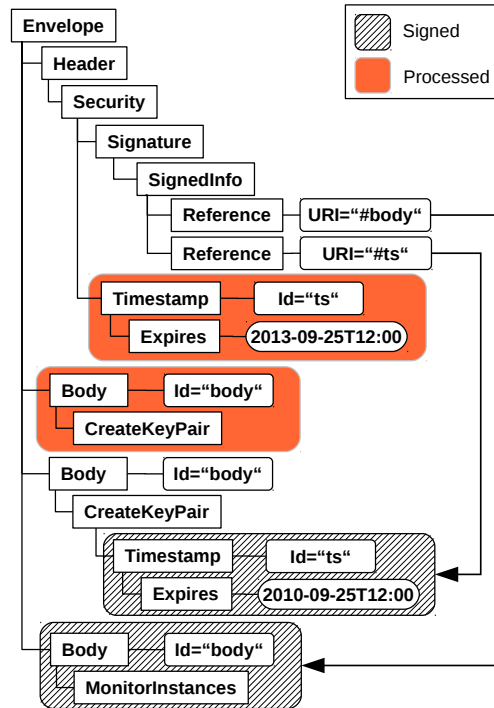 Envelope
Signed
Header
Processed
Security
Signature
SignedInfo
Reference URI=“#body“
Reference URI=“#ts“
Timestamp Id=“ts“
Expires 2013-09-25T12:00
Body Id=“body“
CreateKeyPair
Body Id=“body“
CreateKeyPair
Timestamp Id=“ts“
Expires 2010-09-25T12:00
Body Id=“body“
MonitorInstances